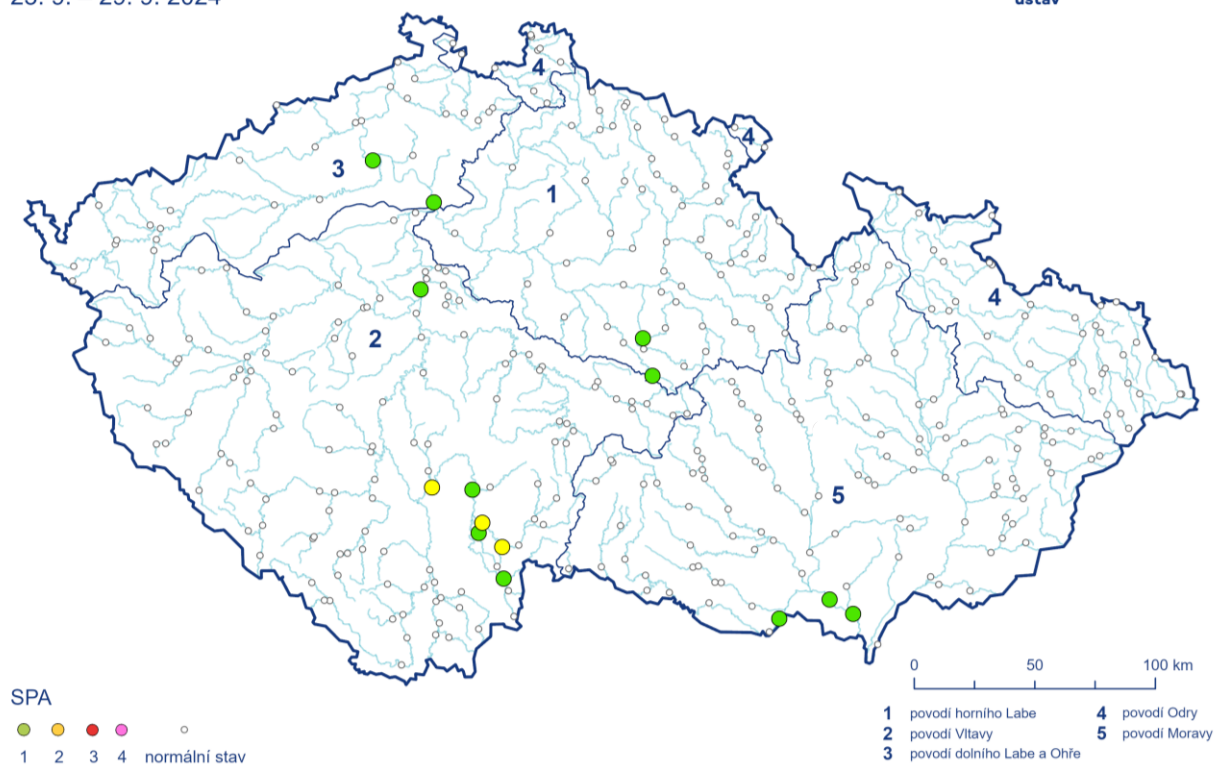 ústav
4
4
3
1
4
2
5
0 50 100 km
SPA
1 2 3 4 normální stav
1 povodí horního Labe
2 povodí Vltavy
3 povodí dolního Labe a Ohře
4 povodí Odry
5 povodí Moravy